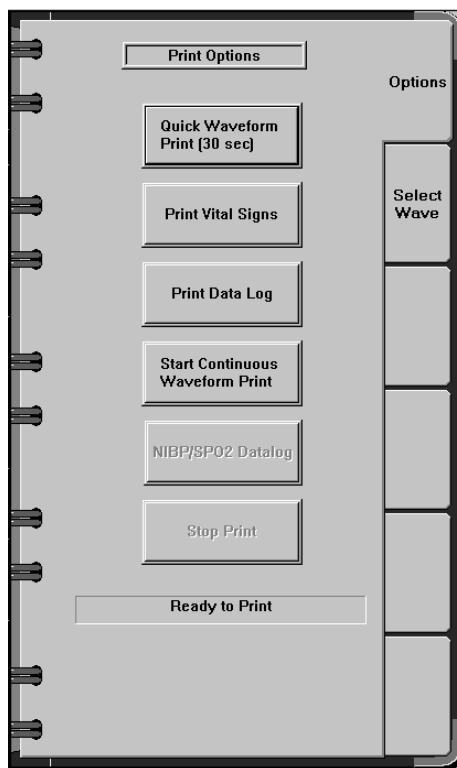 Print Options
Options
Quick Waveform
Print (30 sec)
Select
Wave
Print Vital Signs
Print Data Log
Start Continuous
Waveform Print
NIBP/SPO2 Datalog
Stop Print
Ready to Print